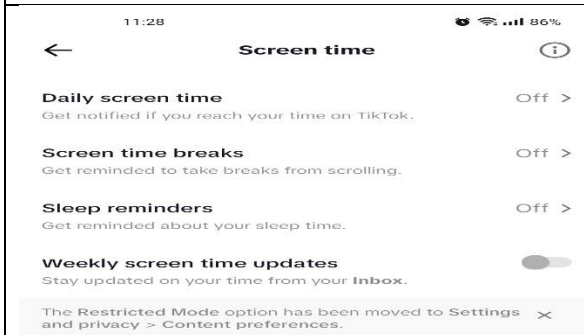 11:28 86%
Screen time
Daily screen time Off >
Get notified if you reach your time on TikTok.
Screen time breaks Off >
Get reminded to take breaks from scrolling.
Sleep reminders Off >
Get reminded about your sleep time.
Weekly screen time updates
Stay updated on your time from your Inbox.
The Restricted Mode option has been moved to Settings
and privacy > Content preferences.